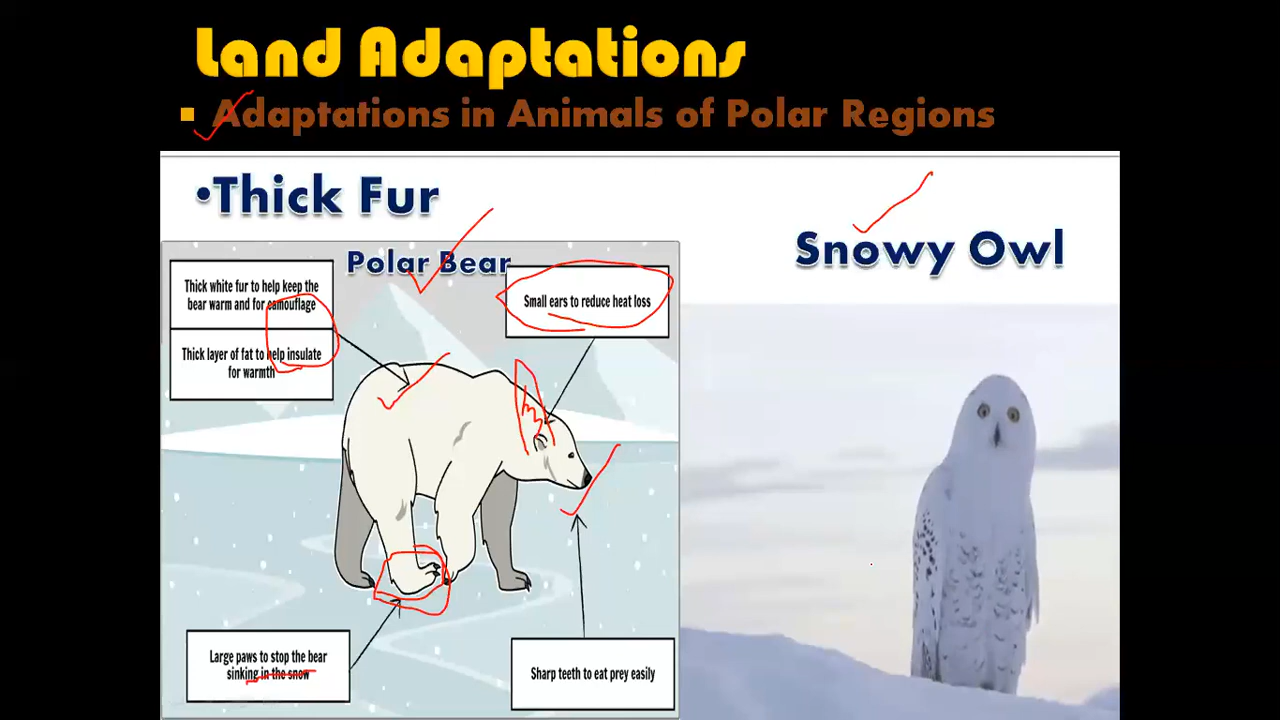 Land Adaptations
▪ Adaptations in Animals of Polar Regions
•Thick Fur
Snowy Owl
Polar Bear
Thick white fur to help keep the
bear warm and for camouflage
Thick layer of fat to help insulate
for warmth
Small ears to reduce heat loss
Large paws to stop the bear
sinking in the snow
Sharp teeth to eat prey easily